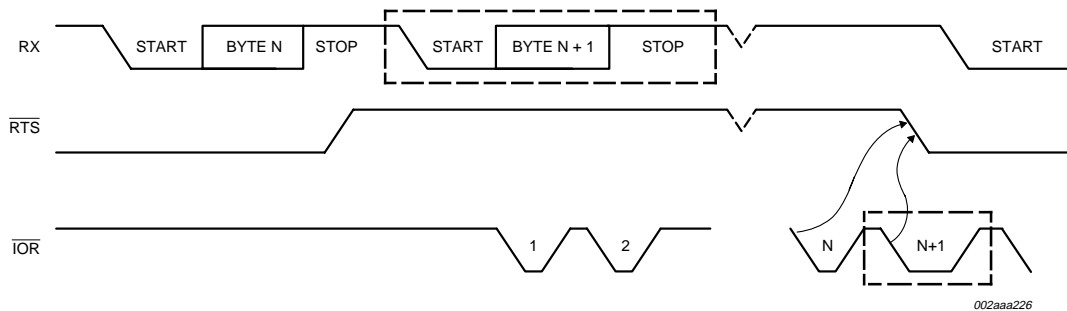 RX START BYTE N STOP START BYTE N + 1 STOP START
RTS
IOR 1 2 N N+1
002aaa226